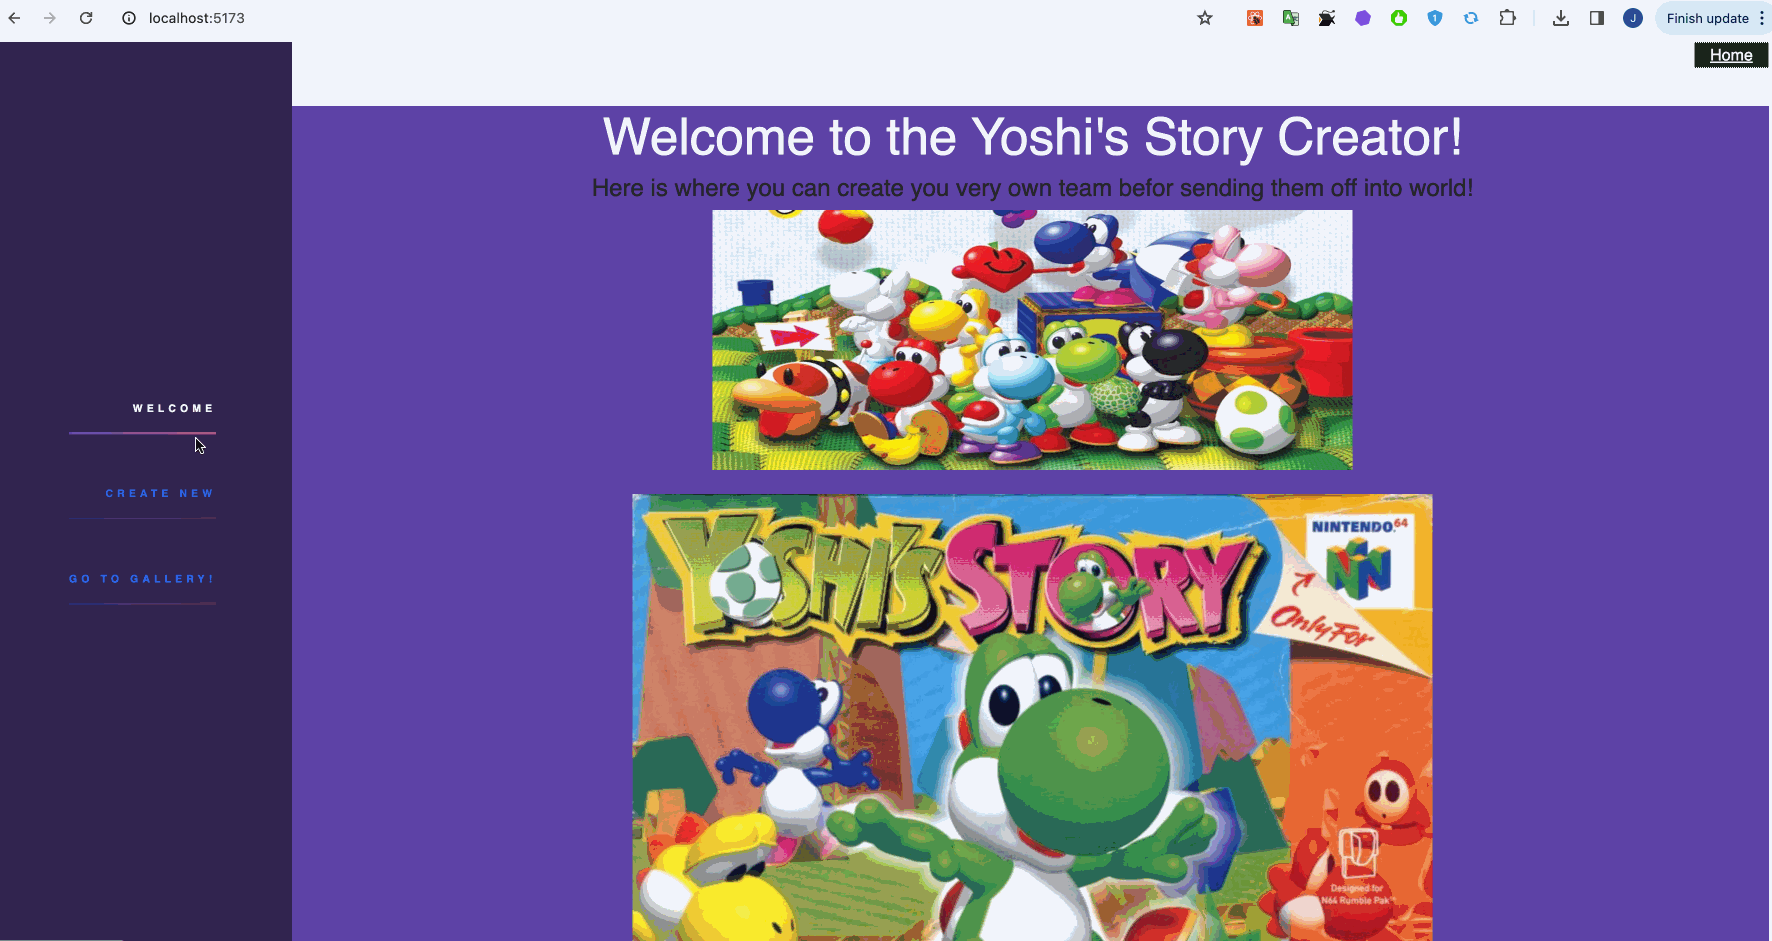 localhost:5173
Finish update
Home
WELCOME
CREATE NEW
GO TO GALLERY!
Welcome to the Yoshi's Story Creator!
Here is where you can create you very own team befor sending them off into world!
YOSHI'S STORY
NINTENDO64
Only For
Designed for
N64 Rumble Pak™
J
1